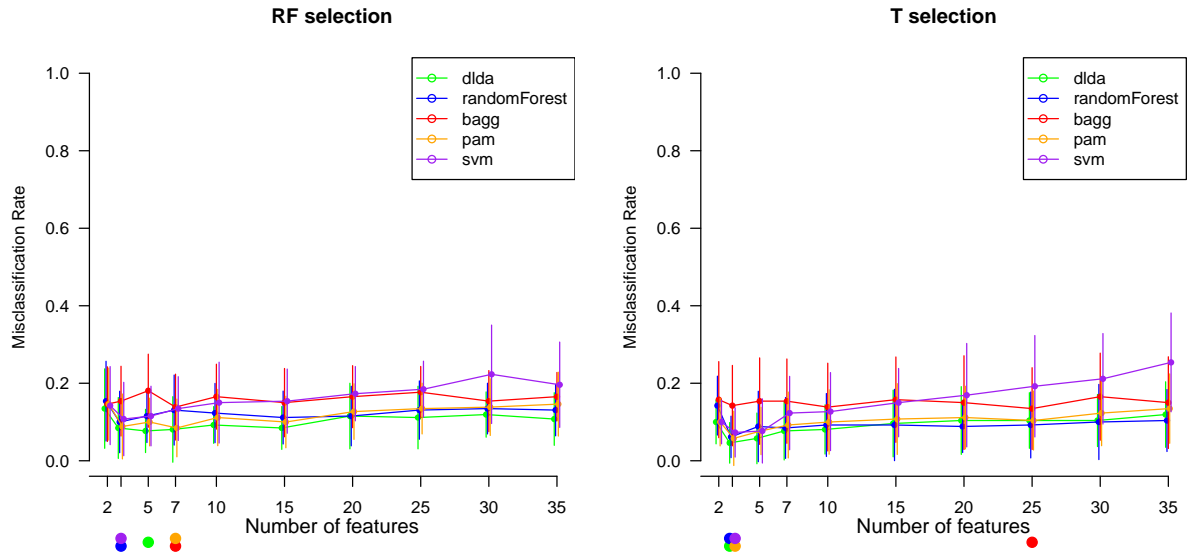 RF selection
1.0
0.8
0.6
0.4
0.2
0.0
Misclassification Rate
dlda
randomForest
bagg
pam
svm
2 5 7 10 15 20 25 30 35
Number of features
T selection
1.0
0.8
0.6
0.4
0.2
0.0
Misclassification Rate
dlda
randomForest
bagg
pam
svm
2 5 7 10 15 20 25 30 35
Number of features